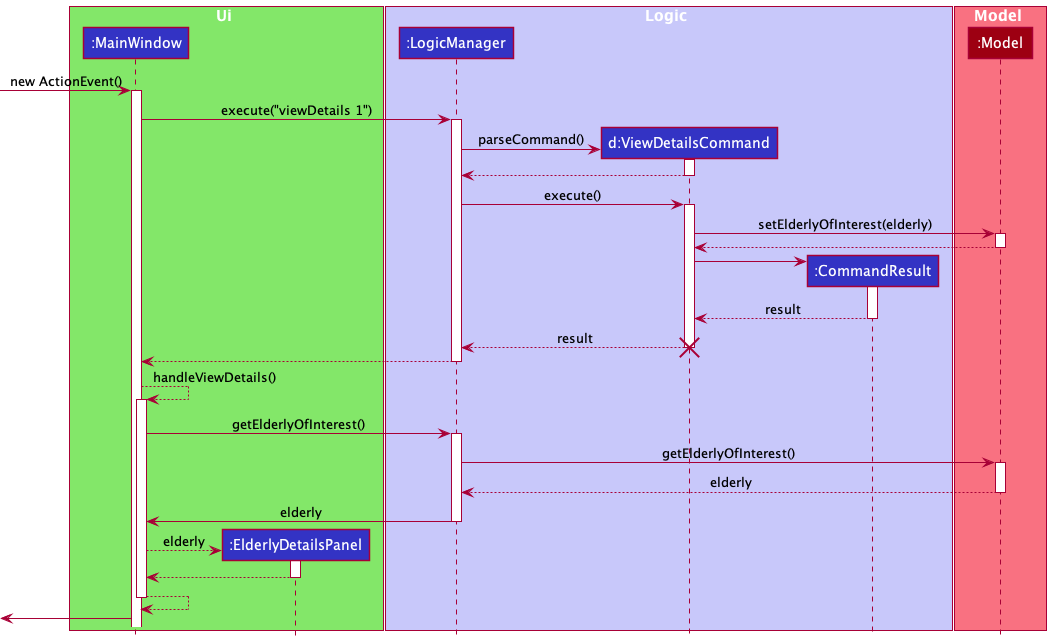 Ui
Logic
Model
:MainWindow
:LogicManager
:Model
new ActionEvent()
execute("viewDetails 1")
parseCommand()
d:ViewDetailsCommand
execute()
setElderlyOfInterest(elderly)
:CommandResult
result
result
handleViewDetails()
getElderlyOfInterest()
getElderlyOfInterest()
elderly
elderly
elderly
:ElderlyDetailsPanel